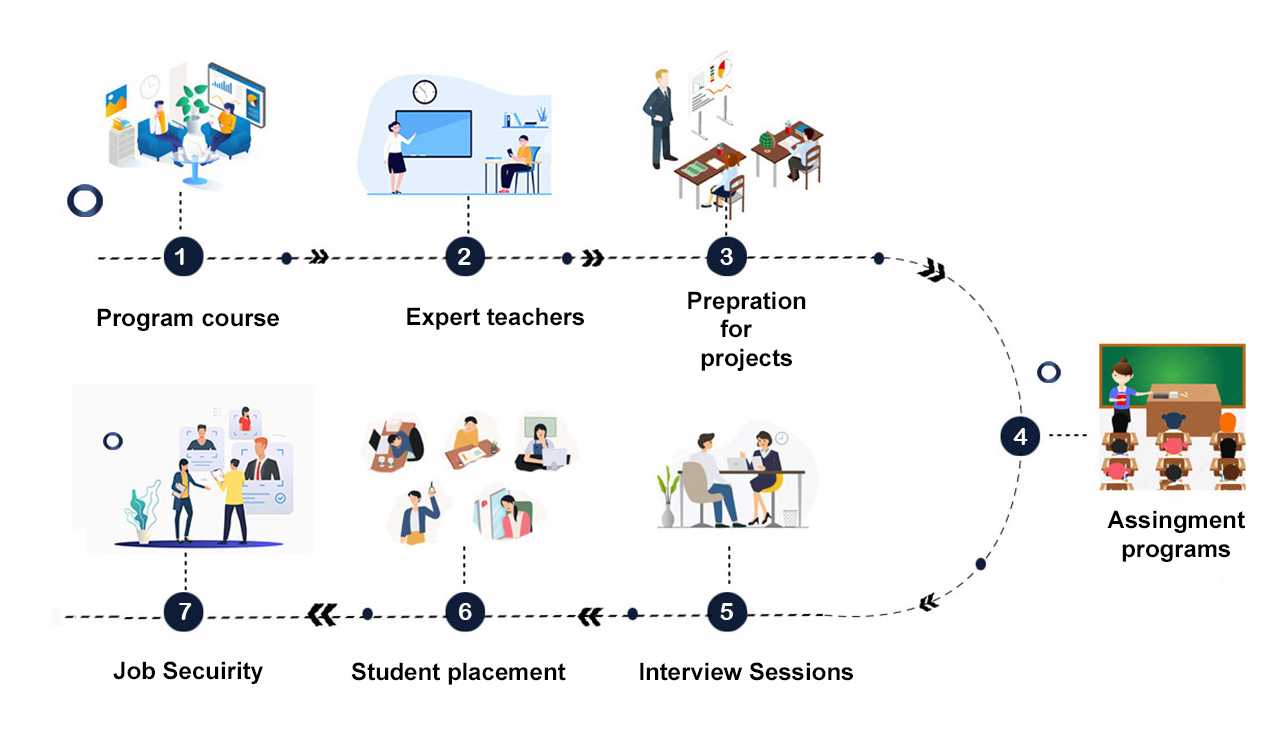 1
2
3
Program course
Expert teachers
Prepration
for
projects
4
Assingment
programs
5
Interview Sessions
6
Student placement
7
Job Secuirity